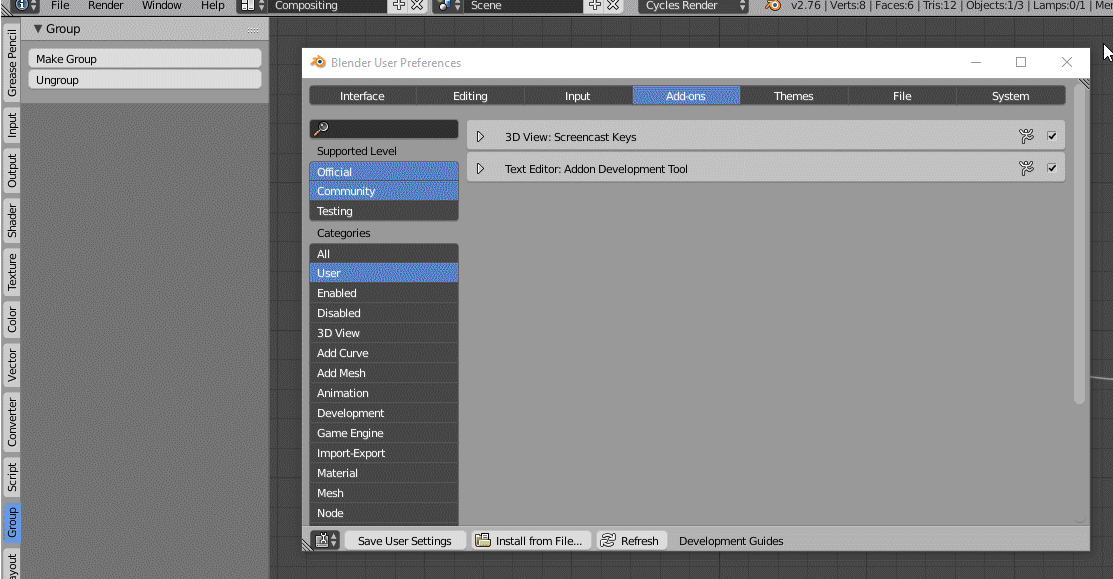 File Render Window Help Compositing Scene Cycles Render v2.76 | Verts:8 | Faces:6 | Tris:12 | Objects:1/3 | Lamps:0/1 |
Group
Make Group
Ungroup
Grease Pencil
Input
Output
Shader
Texture
Color
Vector
Converter
Script
Group
Blender User Preferences
Interface Editing Input Add-ons Themes File System
Supported Level
Official
Community
Testing
Categories
All
User
Enabled
Disabled
3D View
Add Curve
Add Mesh
Animation
Development
Game Engine
Import-Export
Material
Mesh
Node
3D View: Screencast Keys
Text Editor: Addon Development Tool
Save User Settings Install from File... Refresh Development Guides